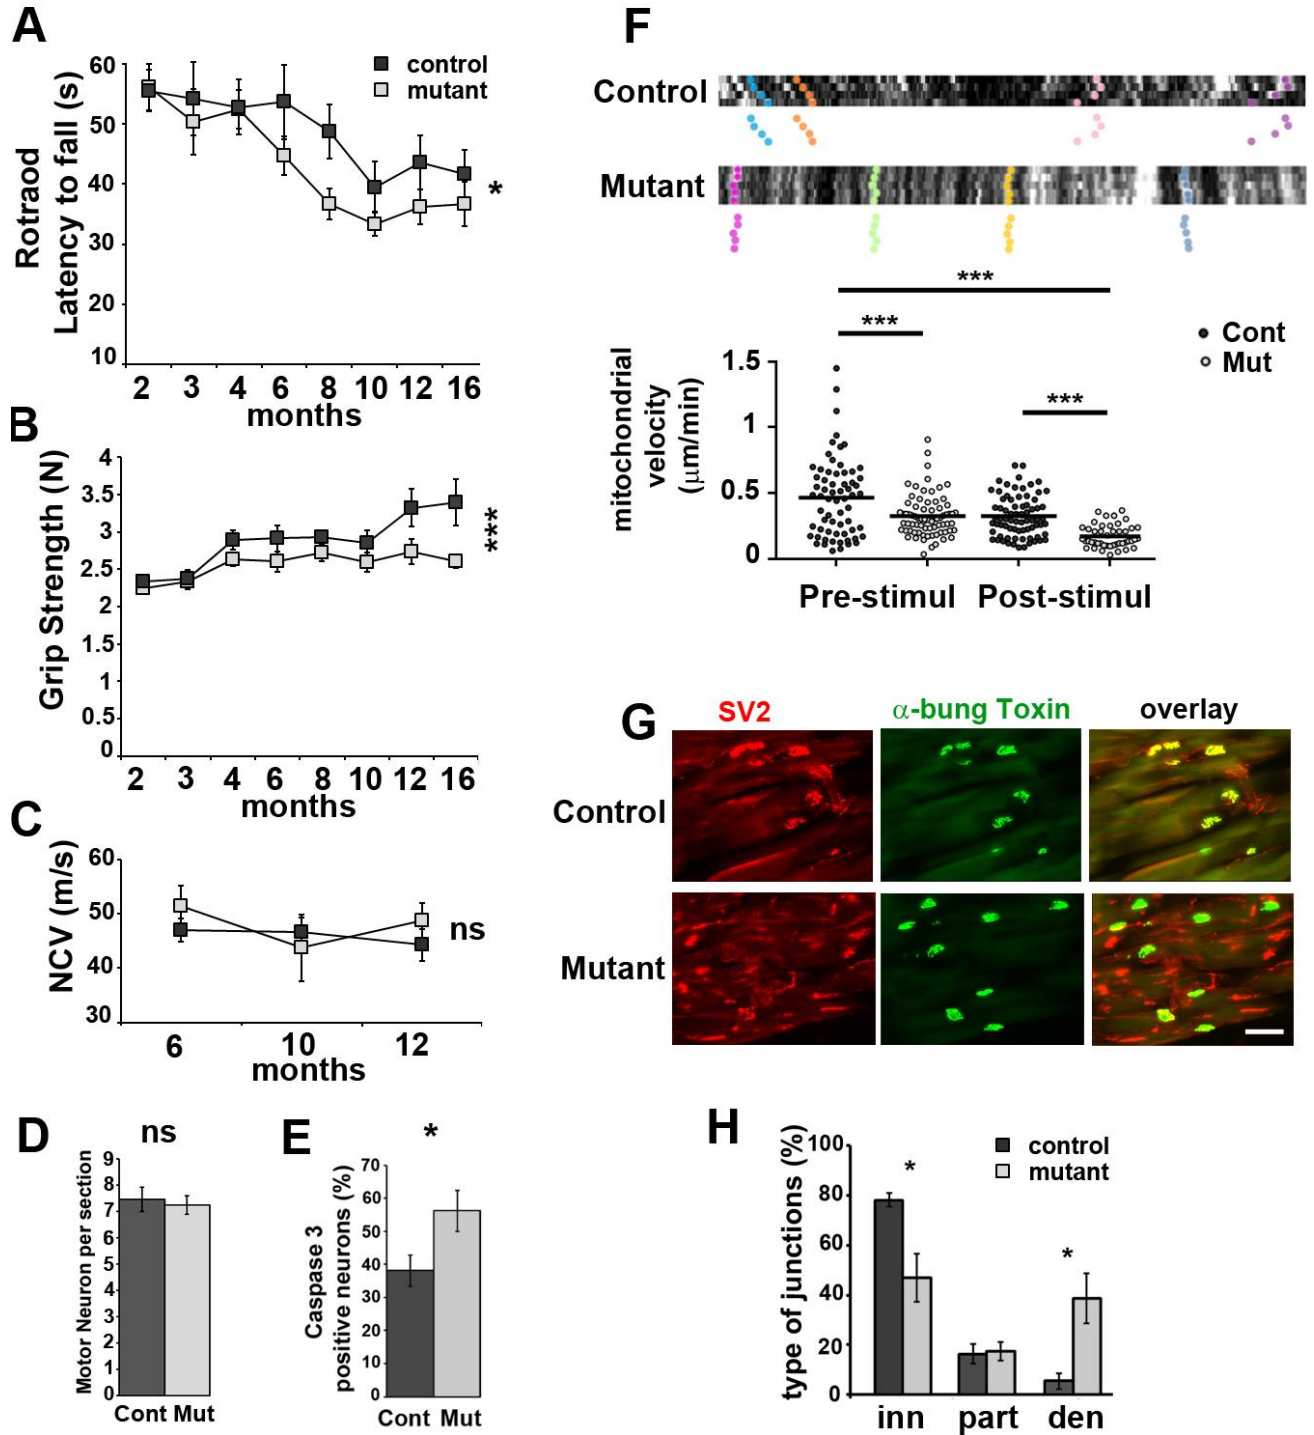 A
60
50
40
30
20
10
Rotraod
Latency to fall (s)
control
mutant
*
2 3 4 6 8 10 12 16
months
B
4
3.5
3
2.5
2
1.5
1
0.5
0
Grip Strength (N)
***
2 3 4 6 8 10 12 16
months
C
60
50
40
30
NCV (m/s)
ns
6 10 12
months
D
ns
9
8
7
6
5
4
3
2
1
0
Motor Neuron per section
Cont Mut
E
*
70
60
50
40
30
20
10
0
Caspase 3
positive neurons (%)
Cont Mut
F
Control
Mutant
***
***
***
Cont
Mut
1.5
1
0.5
0
mitochondrial
velocity
(μm/min)
Pre-stimul Post-stimul
G
SV2 α-bung Toxin overlay
Control
Mutant
H
control
mutant
100
80
60
40
20
0
type of junctions (%)
*
*
inn part den